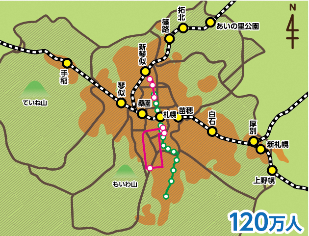 拓北
篠路
あいの里公園
N
新琴似
手稲
琴似
ていね山
桑園
札幌
苗穂
白石
厚別
新札幌
上野幌
もいわ山
120万人